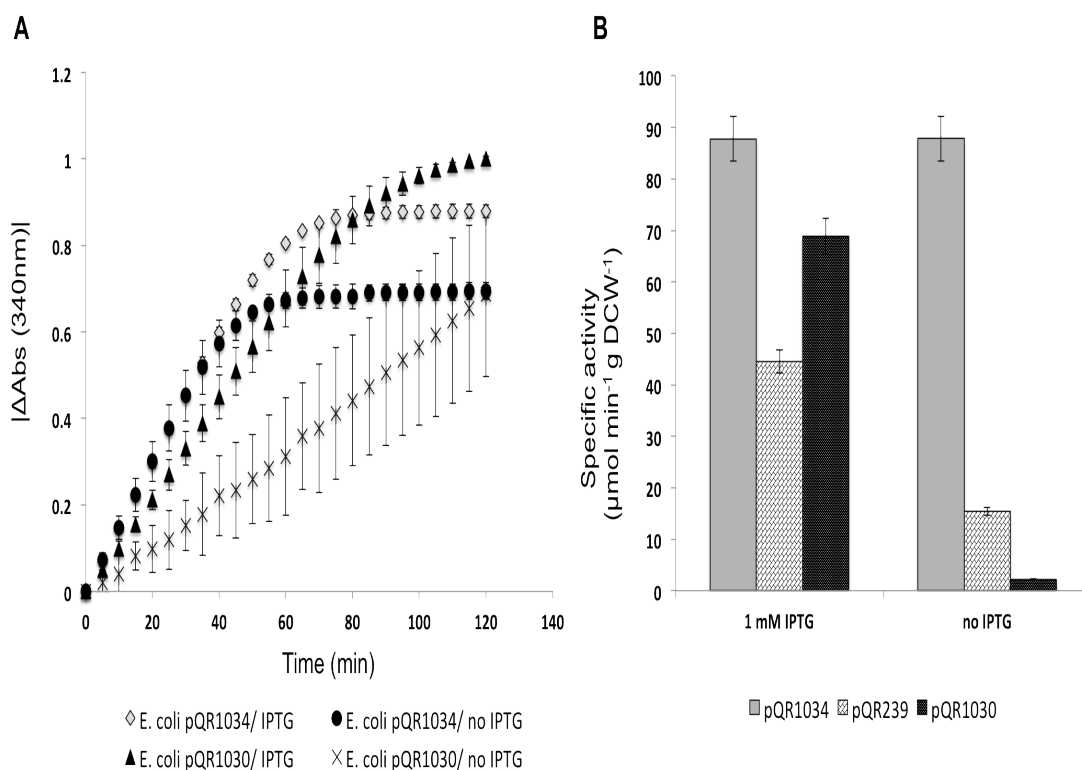 A
|ΔAbs (340nm)|
1.2
1
0.8
0.6
0.4
0.2
0
0 20 40 60 80 100 120 140
Time (min)
E. coli pQR1034/ IPTG
E. coli pQR1034/ no IPTG
E. coli pQR1030/ IPTG
E. coli pQR1030/ no IPTG
B
Specific activity
(μmol min⁻¹ g DCW⁻¹)
100
90
80
70
60
50
40
30
20
10
0
1 mM IPTG
no IPTG
pQR1034 pQR239 pQR1030